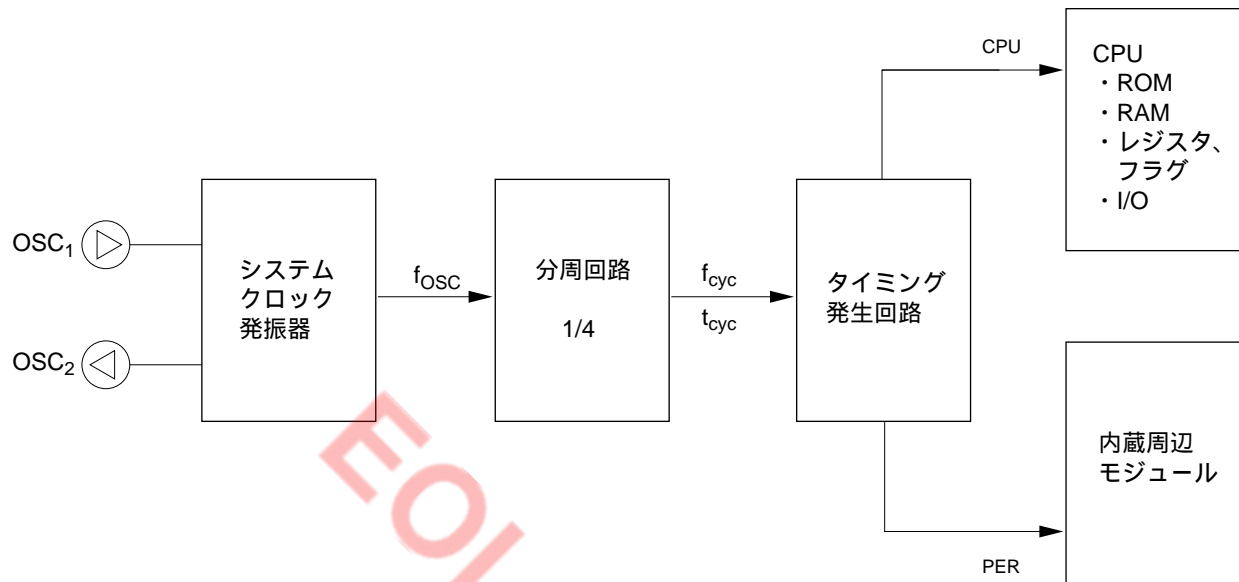 CPU
CPU
・ROM
・RAM
・レジスタ、
フラグ
・I/O
OSC1
OSC2
システム
クロック
発振器
fOSC
分周回路
1/4
fcyc
tcyc
タイミング
発生回路
内蔵周辺
モジュール
PER
EOL